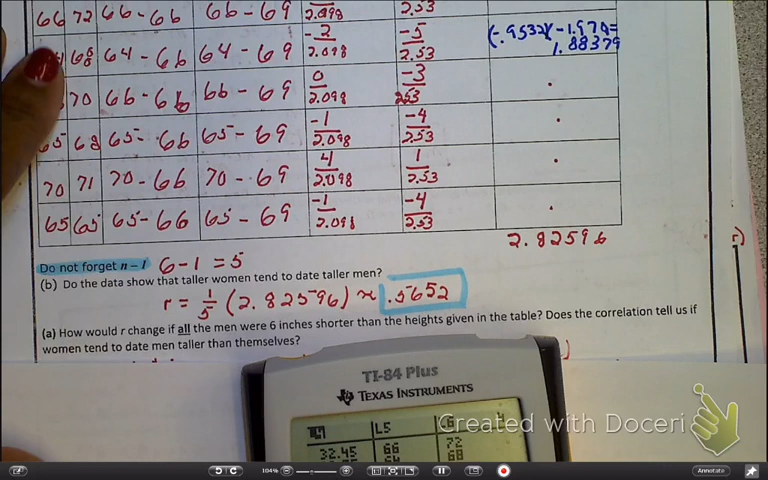 66 72 66-66 66-69 2.098 2.53
68 64-66 64-69 -2/2.098 -5/2.53 (-.9532)(-1.976)=
1.88379
70 66-66 66-69 0/2.098 -3/2.53 .
65 68 65-66 65-69 -1/2.098 -4/2.53 .
70 71 70-66 70-69 4/2.098 1/2.53 .
65 65 65-66 65-69 -1/2.098 -4/2.53 .
2.82596
Do not forget n-1 6-1=5
(b) Do the data show that taller women tend to date taller men?
r = 1/5 (2.82596) ≈ .5652
(a) How would r change if all the men were 6 inches shorter than the heights given in the table? Does the correlation tell us if
women tend to date men taller than themselves?
TI-84 Plus
TEXAS INSTRUMENTS
L5
32.45 66 72
68
Created with Doceri
104%
Annotate